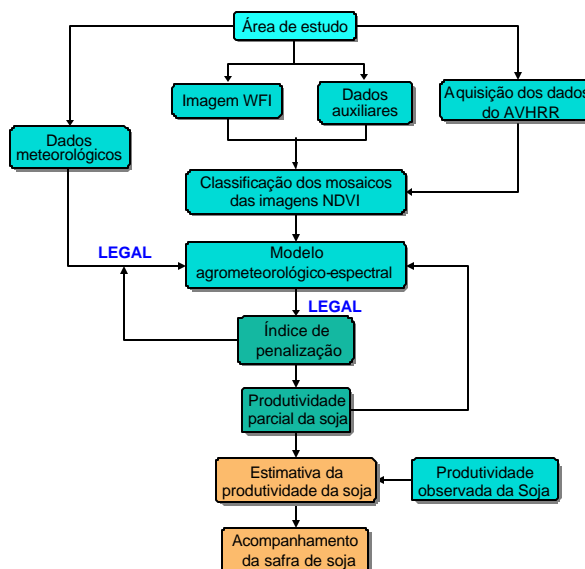 Área de estudo
Imagem WFI
Dados
auxiliares
Aquisição dos dados
do AVHRR
Dados
meteorológicos
Classificação dos mosaicos
das imagens NDVI
LEGAL
Modelo
agrometeorológico-espectral
LEGAL
Índice de
penalização
Produtividade
parcial da soja
Estimativa da
produtividade da soja
Produtividade
observada da Soja
Acompanhamento
da safra de soja